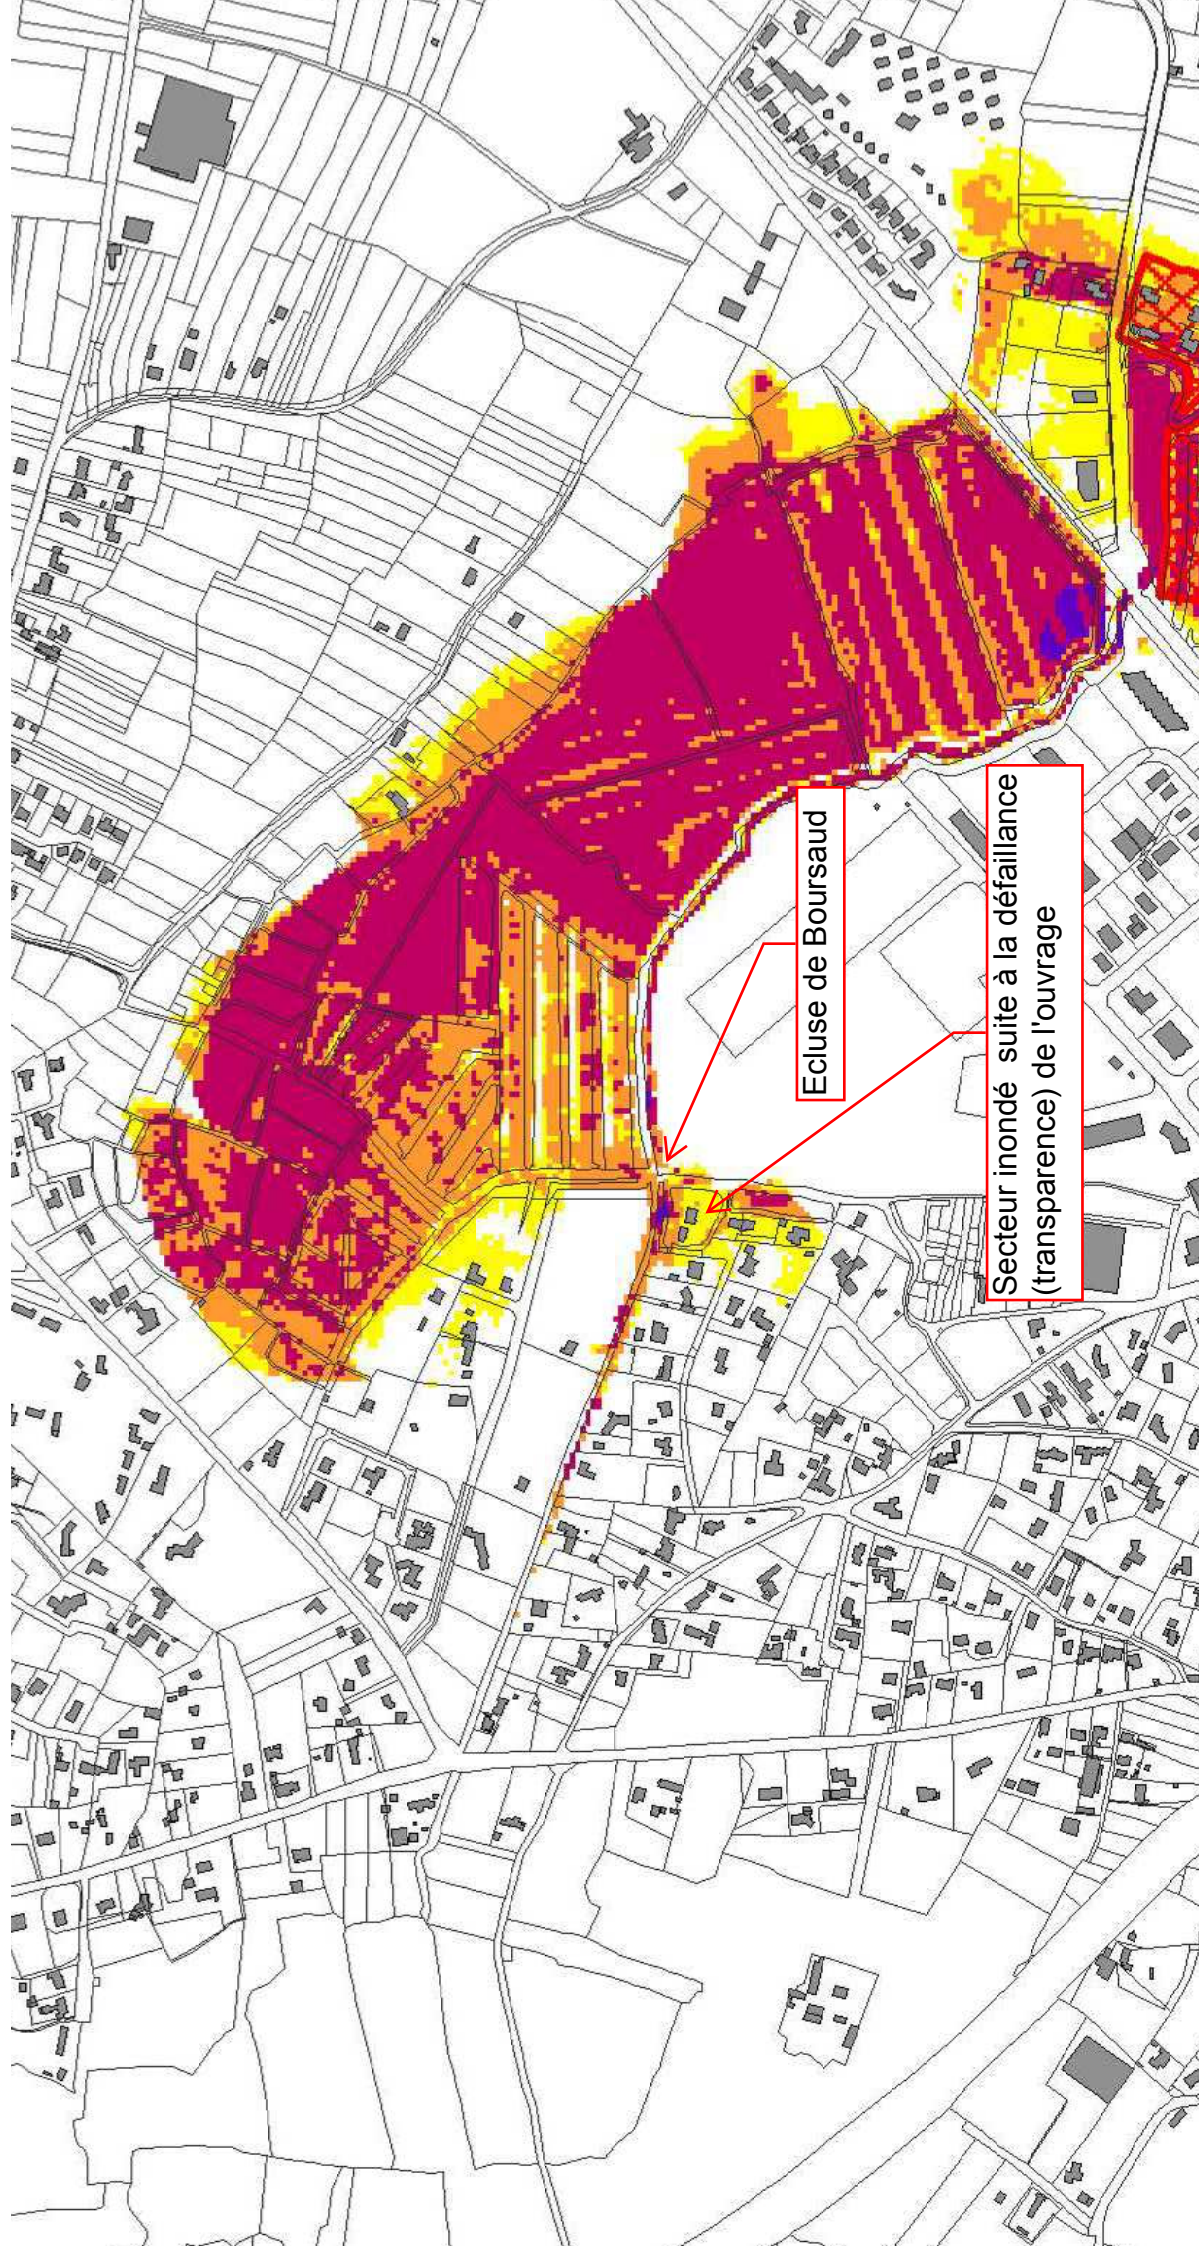 Ecluse de Boursaud
Secteur inondé suite à la défaillance
(transparence) de l'ouvrage